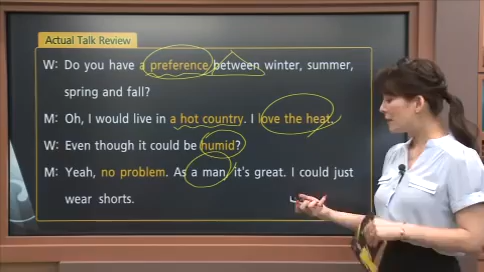 Actual Talk Review
W: Do you have a preference between winter, summer,
spring and fall?
M: Oh, I would live in a hot country. I love the heat.
W: Even though it could be humid?
M: Yeah, no problem. As a man, it's great. I could just
wear shorts.